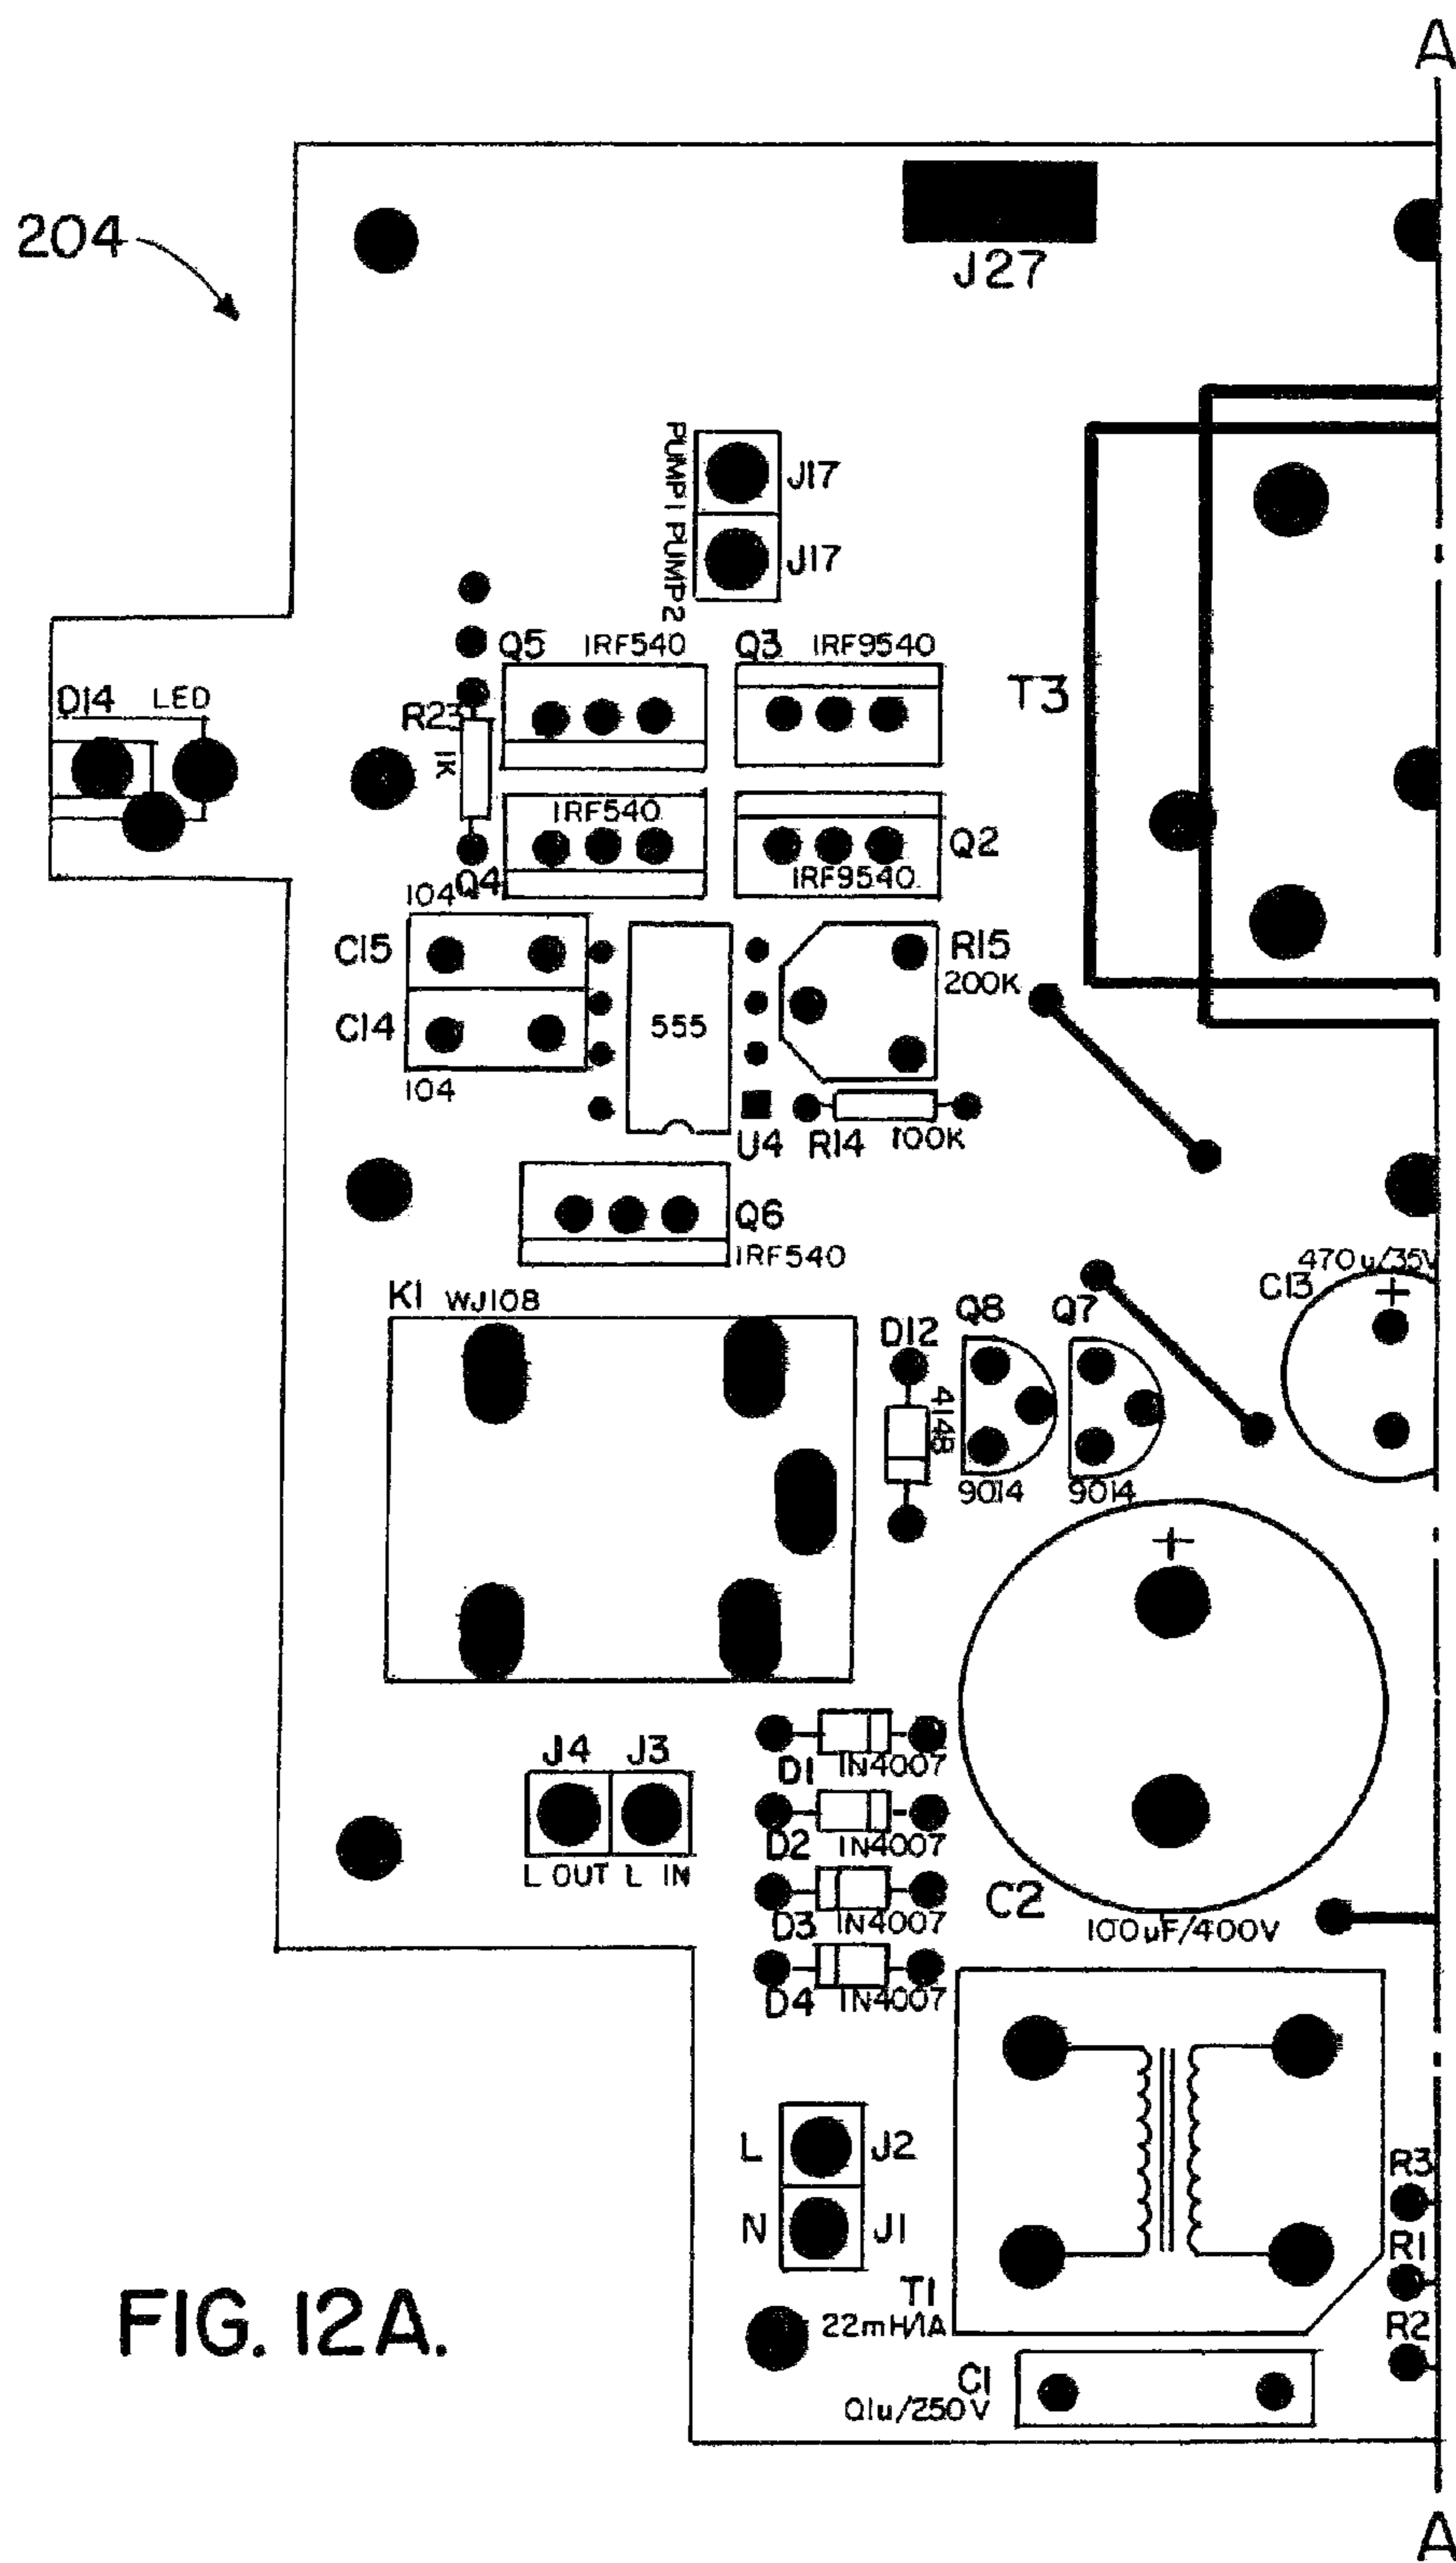 A
204
J27
PUMP1 PUMP2
J17
J17
Q5 IRF540 Q3 IRF9540
D14 LED
T3
R23
1K
IRF540
Q2
IRF9540
104 Q4
C15
R15
200K
C14
555
104
U4 R14 100K
Q6
IRF540
470u/35V
C13
+
K1 WJ108
Q8 Q7
D12
4148
9014 9014
+
J4 J3
D1 IN4007
D2 IN4007
L OUT L IN
C2
D3 IN4007
100uF/400V
D4 IN4007
L J2
R3
N J1
R1
T1
22mH/1A
R2
C1
0.1u/250V
FIG. 12A.
A